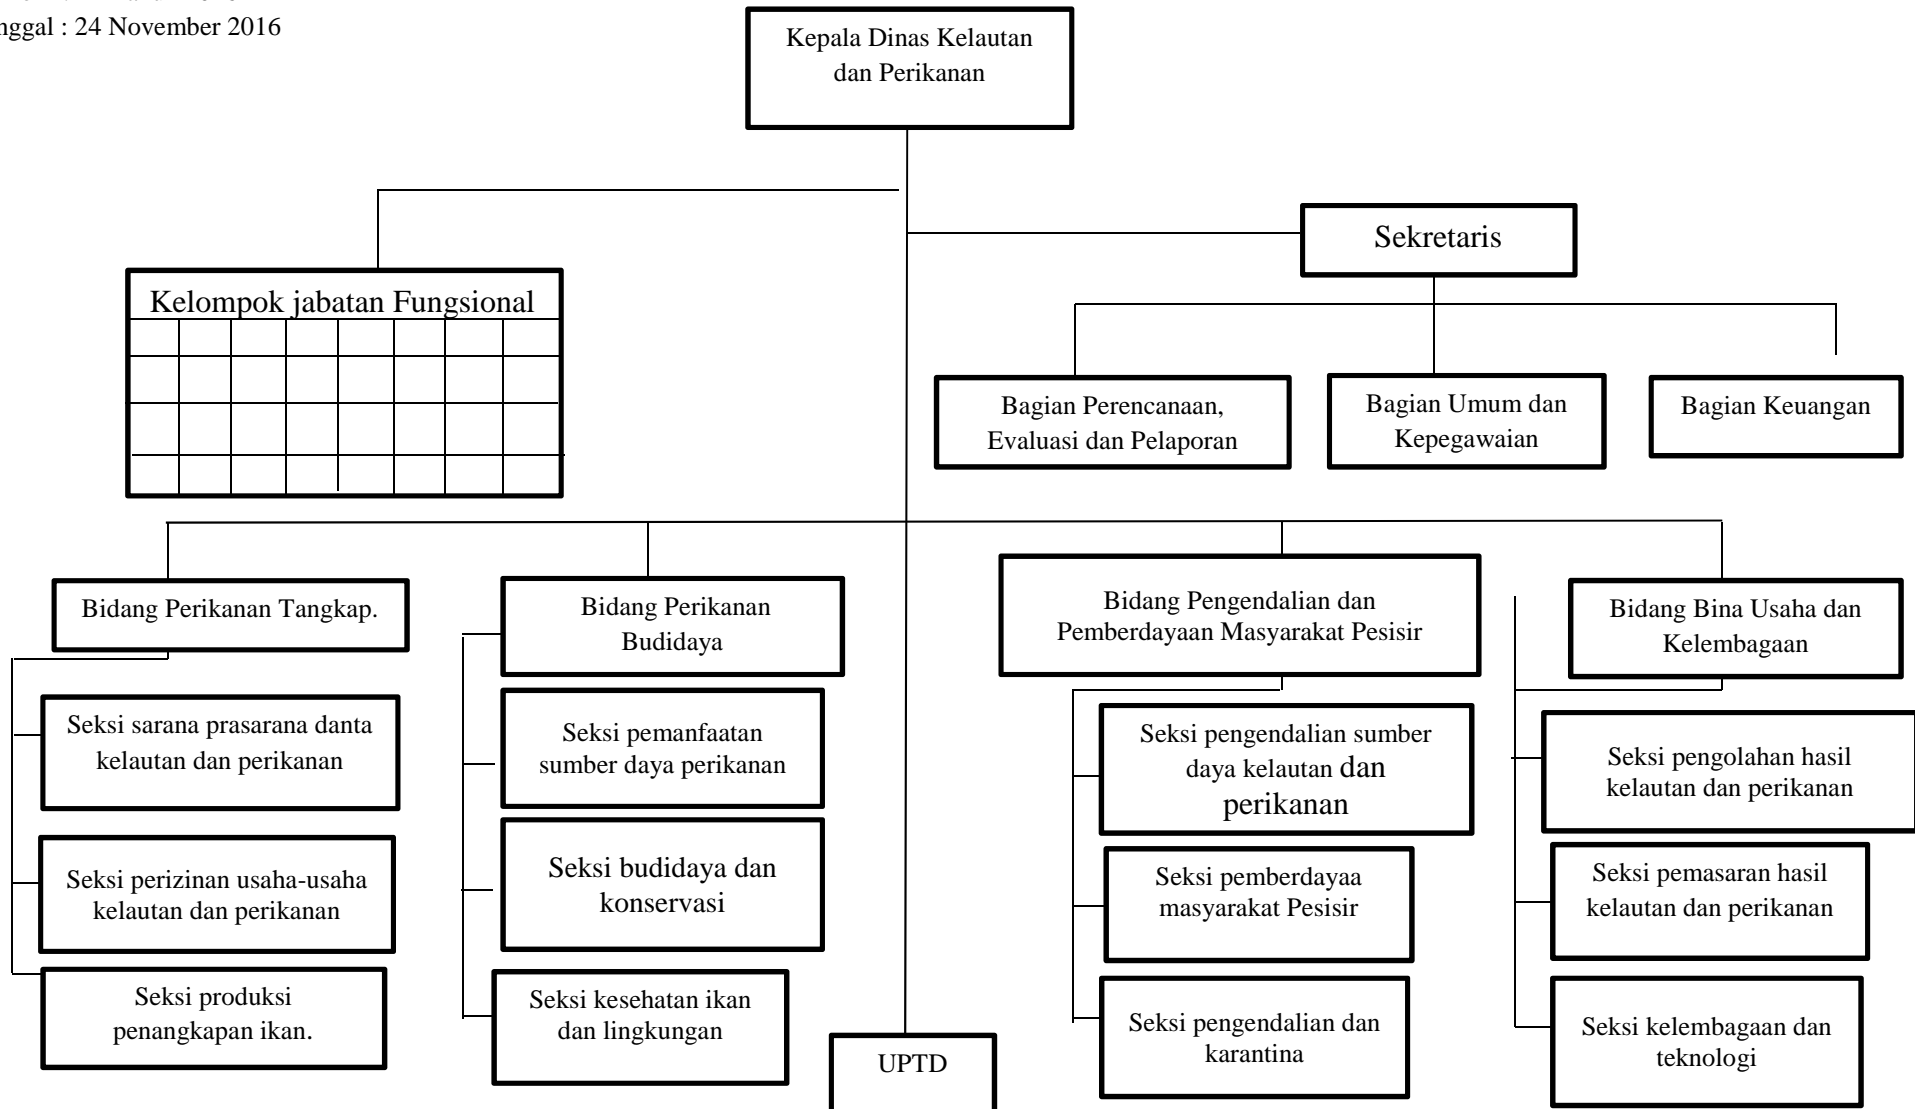 nggal : 24 November 2016
Kepala Dinas Kelautan
dan Perikanan
Sekretaris
Kelompok jabatan Fungsional
Bagian Perencanaan,
Evaluasi dan Pelaporan
Bagian Umum dan
Kepegawaian
Bagian Keuangan
Bidang Perikanan Tangkap.
Seksi sarana prasarana danta
kelautan dan perikanan
Seksi perizinan usaha-usaha
kelautan dan perikanan
Seksi produksi
penangkapan ikan.
Bidang Perikanan
Budidaya
Seksi pemanfaatan
sumber daya perikanan
Seksi budidaya dan
konservasi
Seksi kesehatan ikan
dan lingkungan
UPTD
Bidang Pengendalian dan
Pemberdayaan Masyarakat Pesisir
Seksi pengendalian sumber
daya kelautan dan
perikanan
Seksi pemberdayaa
masyarakat Pesisir
Seksi pengendalian dan
karantina
Bidang Bina Usaha dan
Kelembagaan
Seksi pengolahan hasil
kelautan dan perikanan
Seksi pemasaran hasil
kelautan dan perikanan
Seksi kelembagaan dan
teknologi